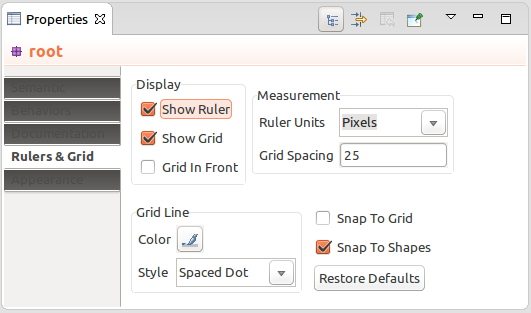 Properties
root
Semantic
Behaviors
Documentation
Rulers & Grid
Appearance
Display
Show Ruler
Show Grid
Grid In Front
Measurement
Ruler Units Pixels
Grid Spacing 25
Grid Line
Color
Style Spaced Dot
Snap To Grid
Snap To Shapes
Restore Defaults